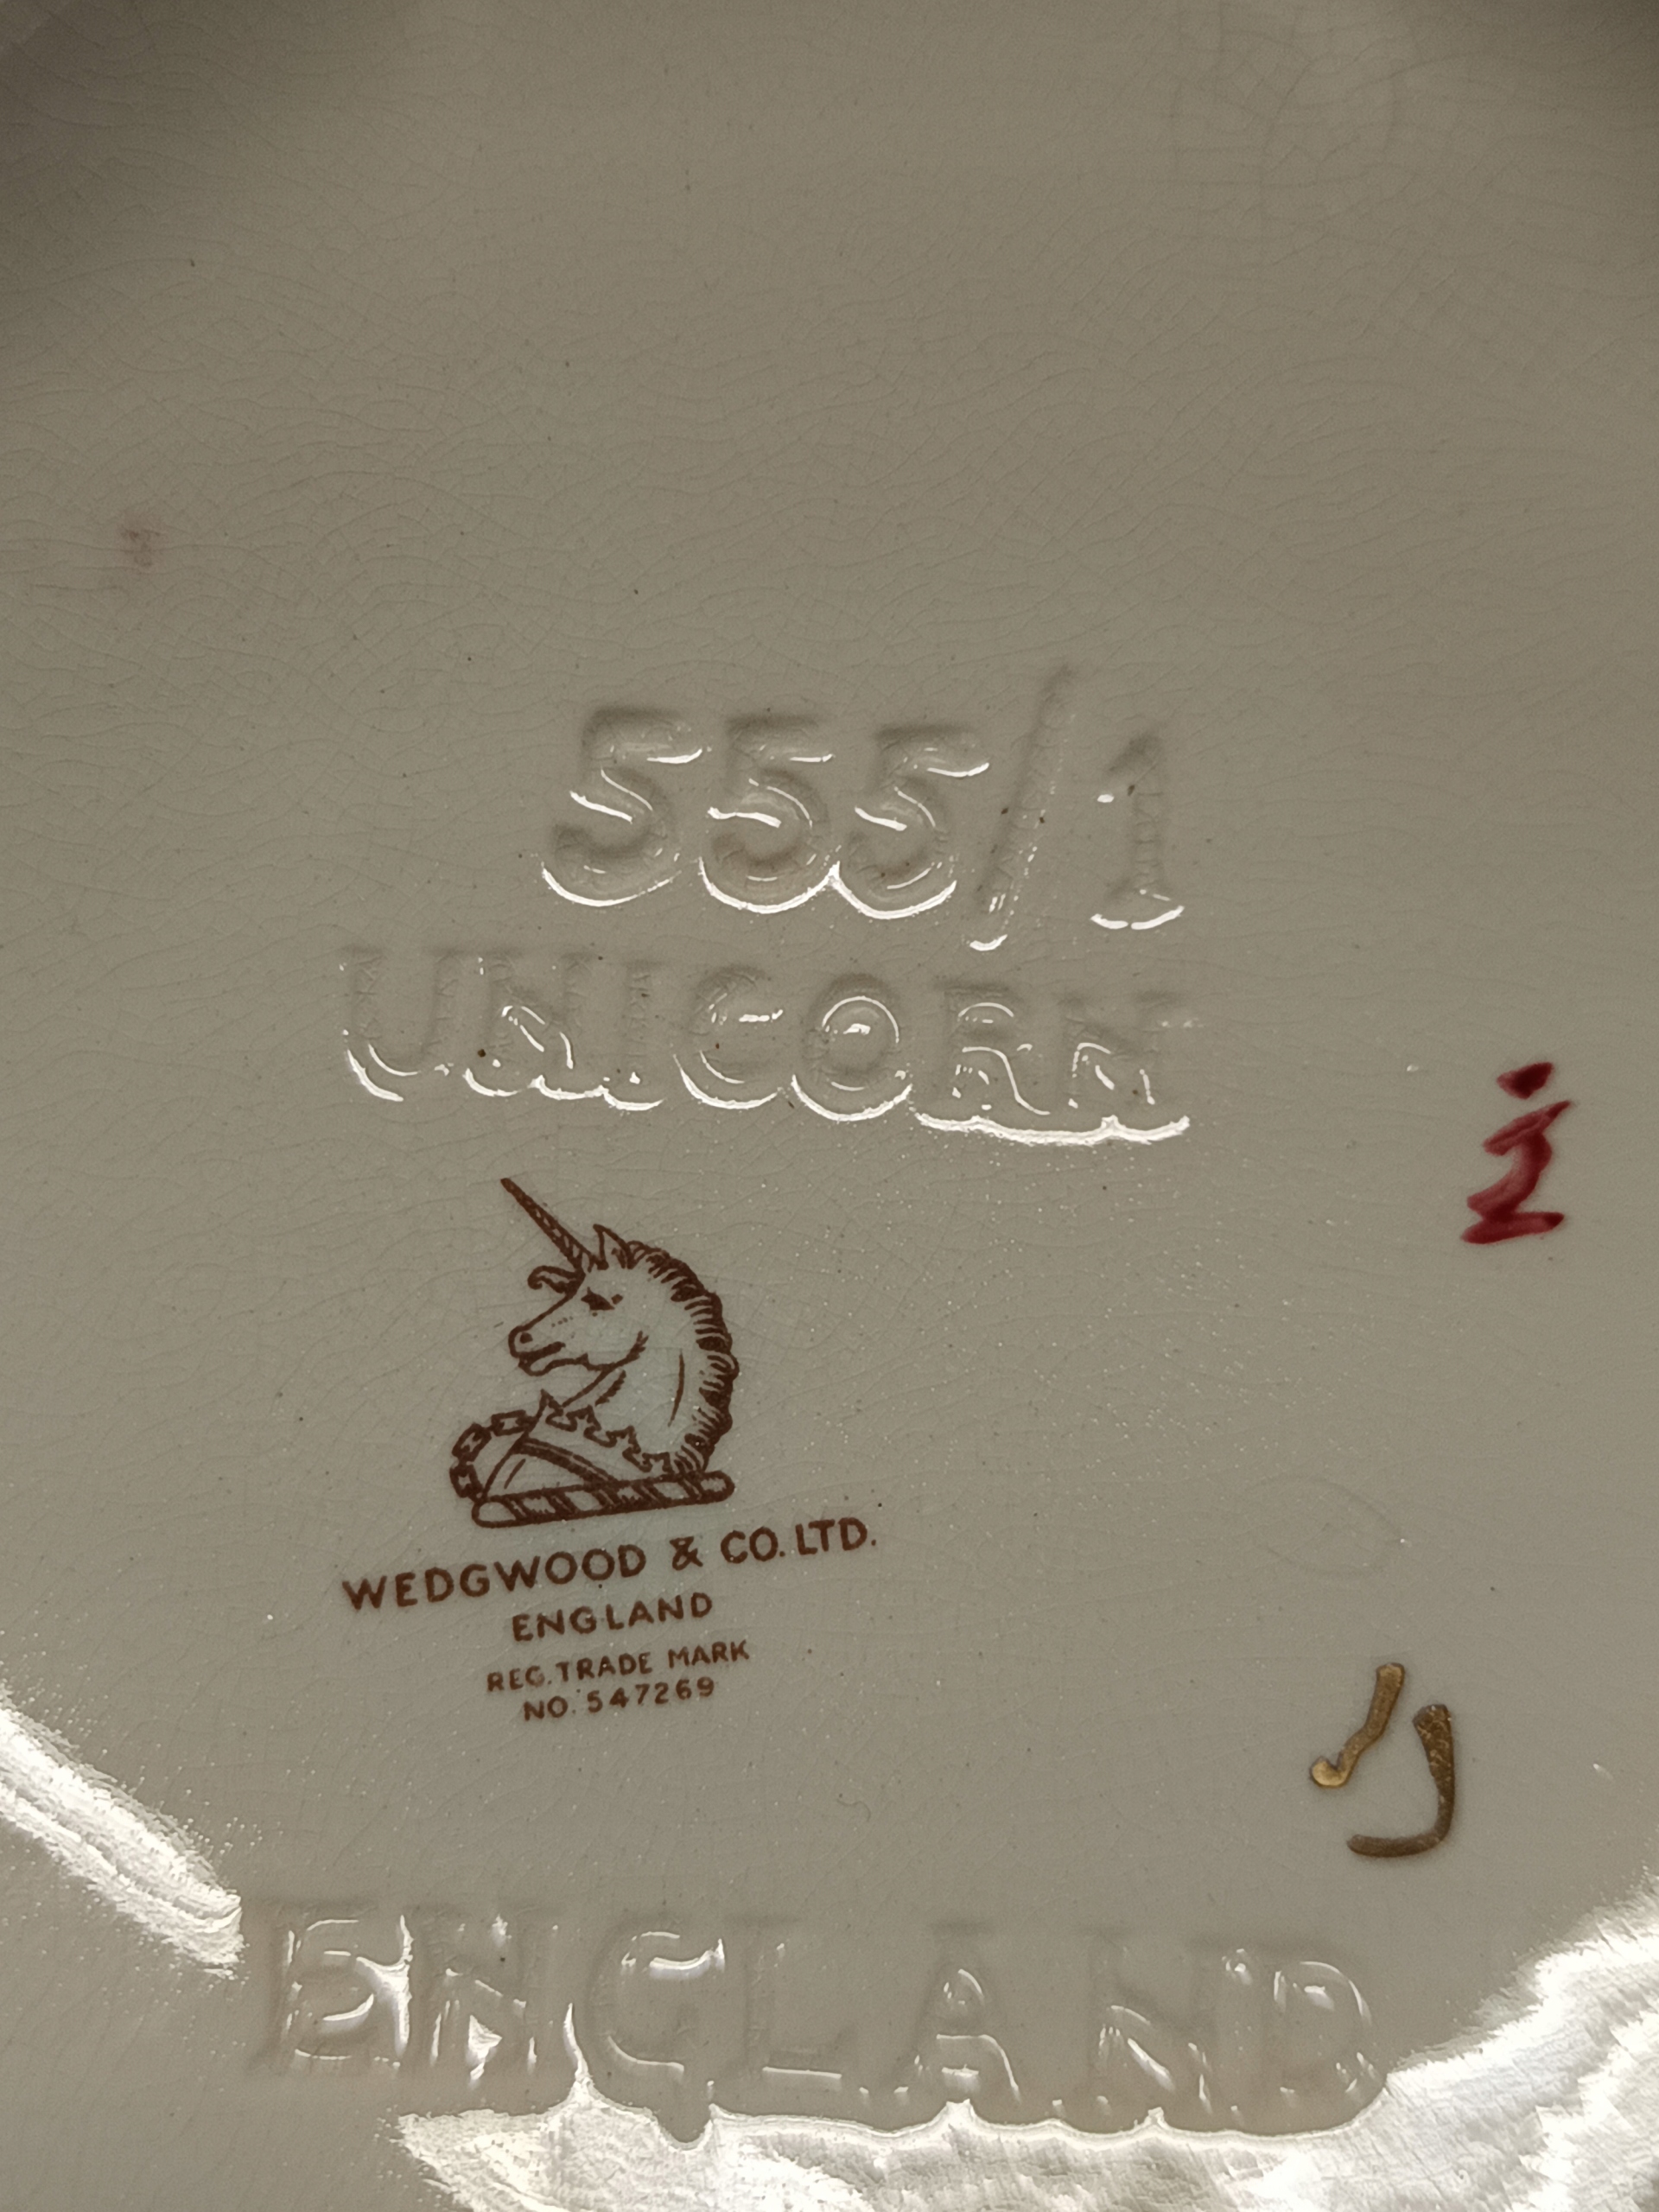 555/1
UNICORN
WEDGWOOD & CO. LTD.
ENGLAND
REG. TRADE MARK
NO. 547269
ENGLAND